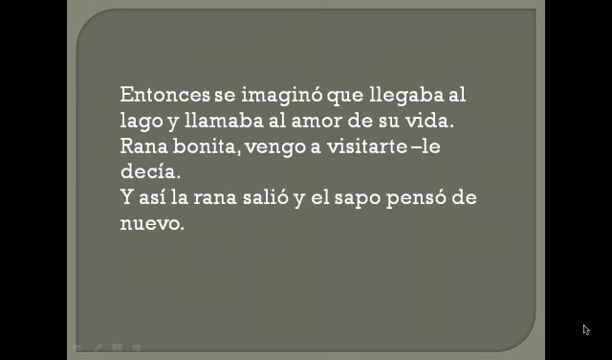 Entonces se imaginó que llegaba al
lago y llamaba al amor de su vida.
Rana bonita, vengo a visitarte –le
decía.
Y así la rana salió y el sapo pensó de
nuevo.